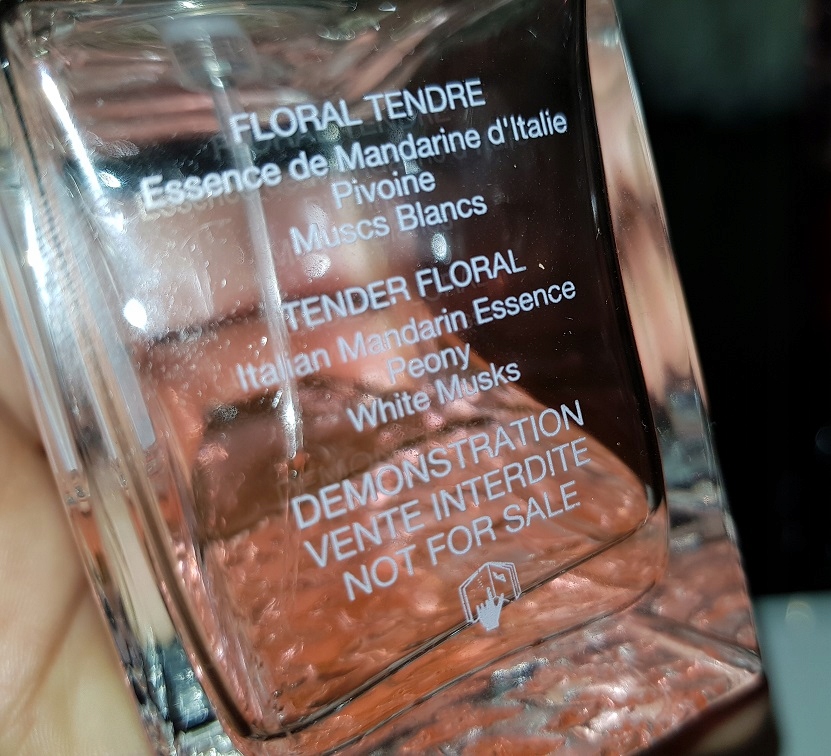 FLORAL TENDRE
Essence de Mandarine d'Italie
Pivoine
Muscs Blancs
TENDER FLORAL
Italian Mandarin Essence
Peony
White Musks
DEMONSTRATION
VENTE INTERDITE
NOT FOR SALE